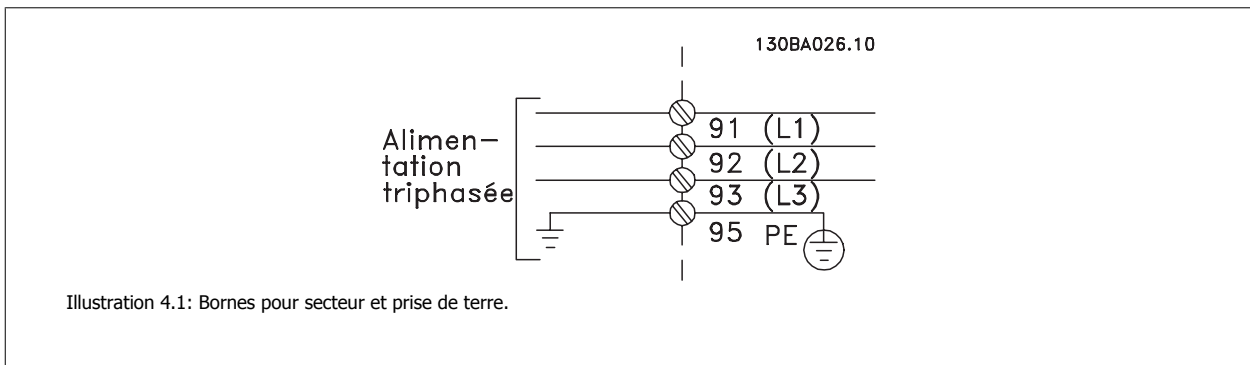 130BA026.10
Alimen-
tation
triphasée
91 (L1)
92 (L2)
93 (L3)
95 PE
Illustration 4.1: Bornes pour secteur et prise de terre.